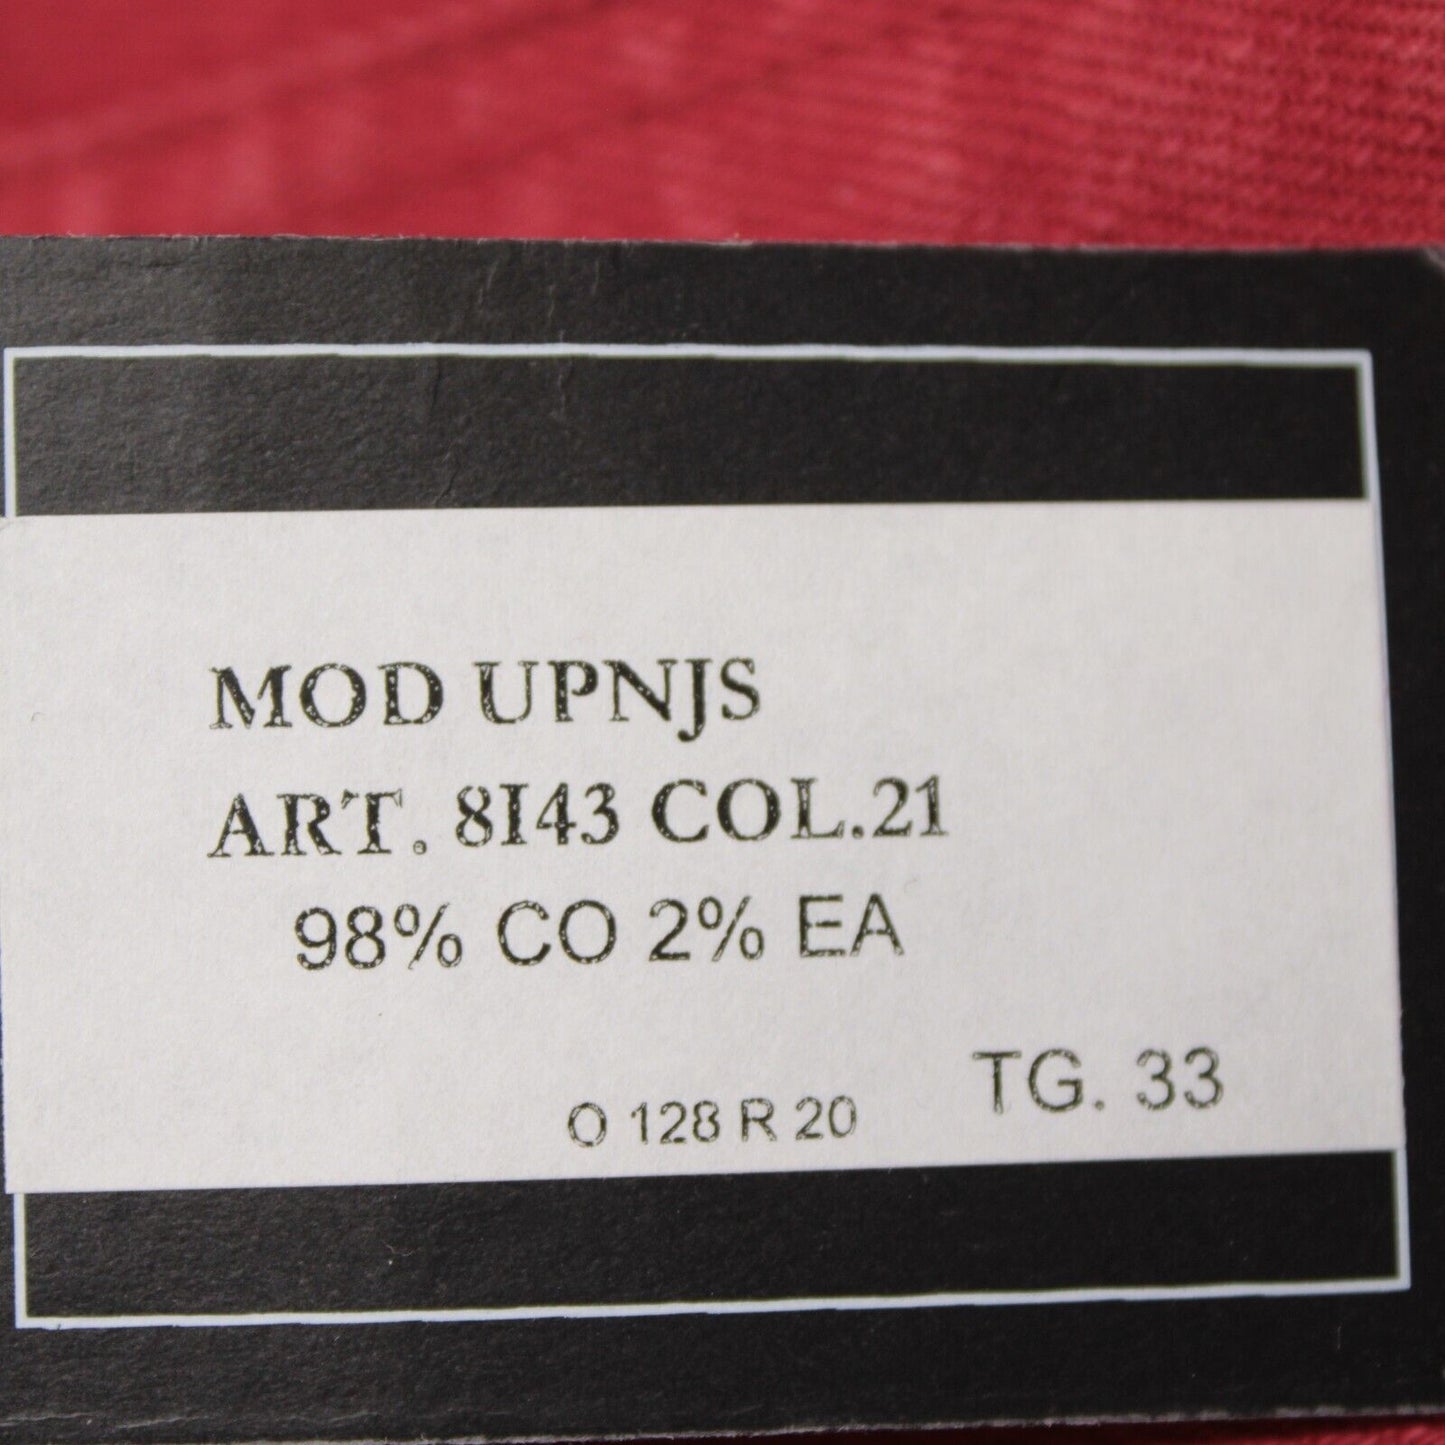 MOD UPNJS
ART. 8I43 COL.21
98% CO 2% EA
O 128 R 20 TG. 33